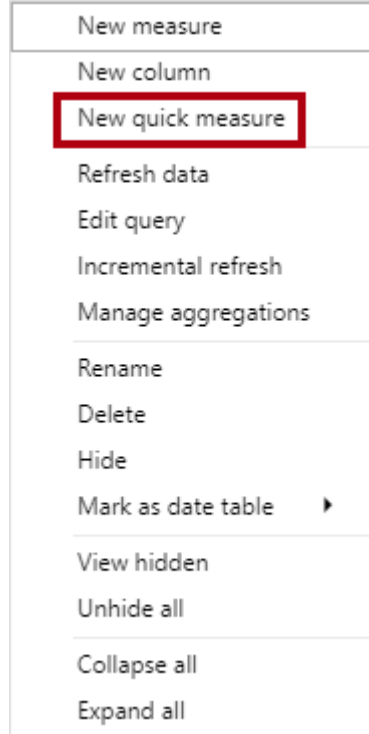 New measure
New column
New quick measure
Refresh data
Edit query
Incremental refresh
Manage aggregations
Rename
Delete
Hide
Mark as date table
View hidden
Unhide all
Collapse all
Expand all